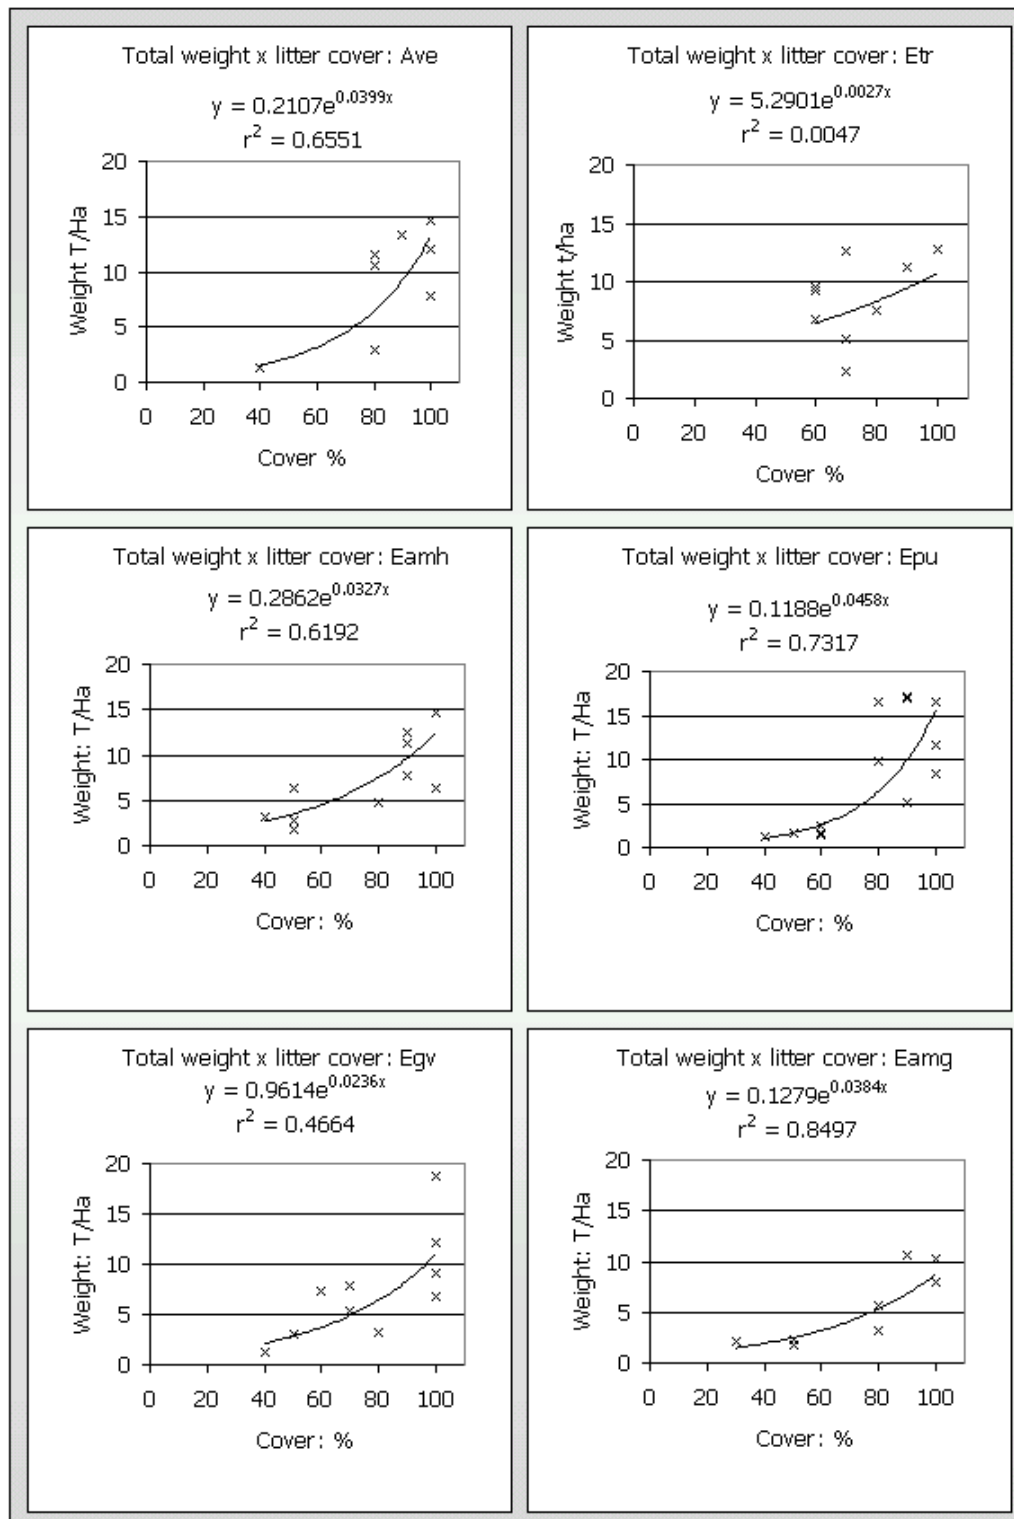 Total weight x litter cover: Ave
y = 0.2107e^0.0399x
r² = 0.6551
20
15
10
5
0
Weight T/Ha
0 20 40 60 80 100
Cover %
Total weight x litter cover: Etr
y = 5.2901e^0.0027x
r² = 0.0047
20
15
10
5
0
Weight t/ha
0 20 40 60 80 100
Cover %
Total weight x litter cover: Eamh
y = 0.2862e^0.0327x
r² = 0.6192
20
15
10
5
0
Weight: T/Ha
0 20 40 60 80 100
Cover: %
Total weight x litter cover: Epu
y = 0.1188e^0.0458x
r² = 0.7317
20
15
10
5
0
Weight: T/Ha
0 20 40 60 80 100
Cover: %
Total weight x litter cover: Egv
y = 0.9614e^0.0236x
r² = 0.4664
20
15
10
5
0
Weight: T/Ha
0 20 40 60 80 100
Cover: %
Total weight x litter cover: Eamg
y = 0.1279e^0.0384x
r² = 0.8497
20
15
10
5
0
Weight: T/Ha
0 20 40 60 80 100
Cover: %